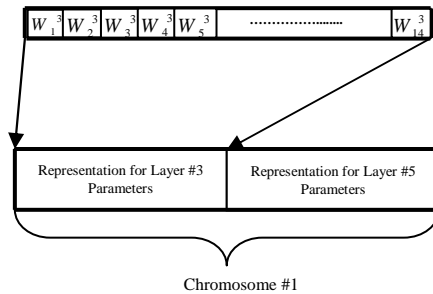 W₁³ W₂³ W₃³ W₄³ W₅³ ........................ W₁₄³
Representation for Layer #3 Representation for Layer #5
Parameters Parameters
Chromosome #1